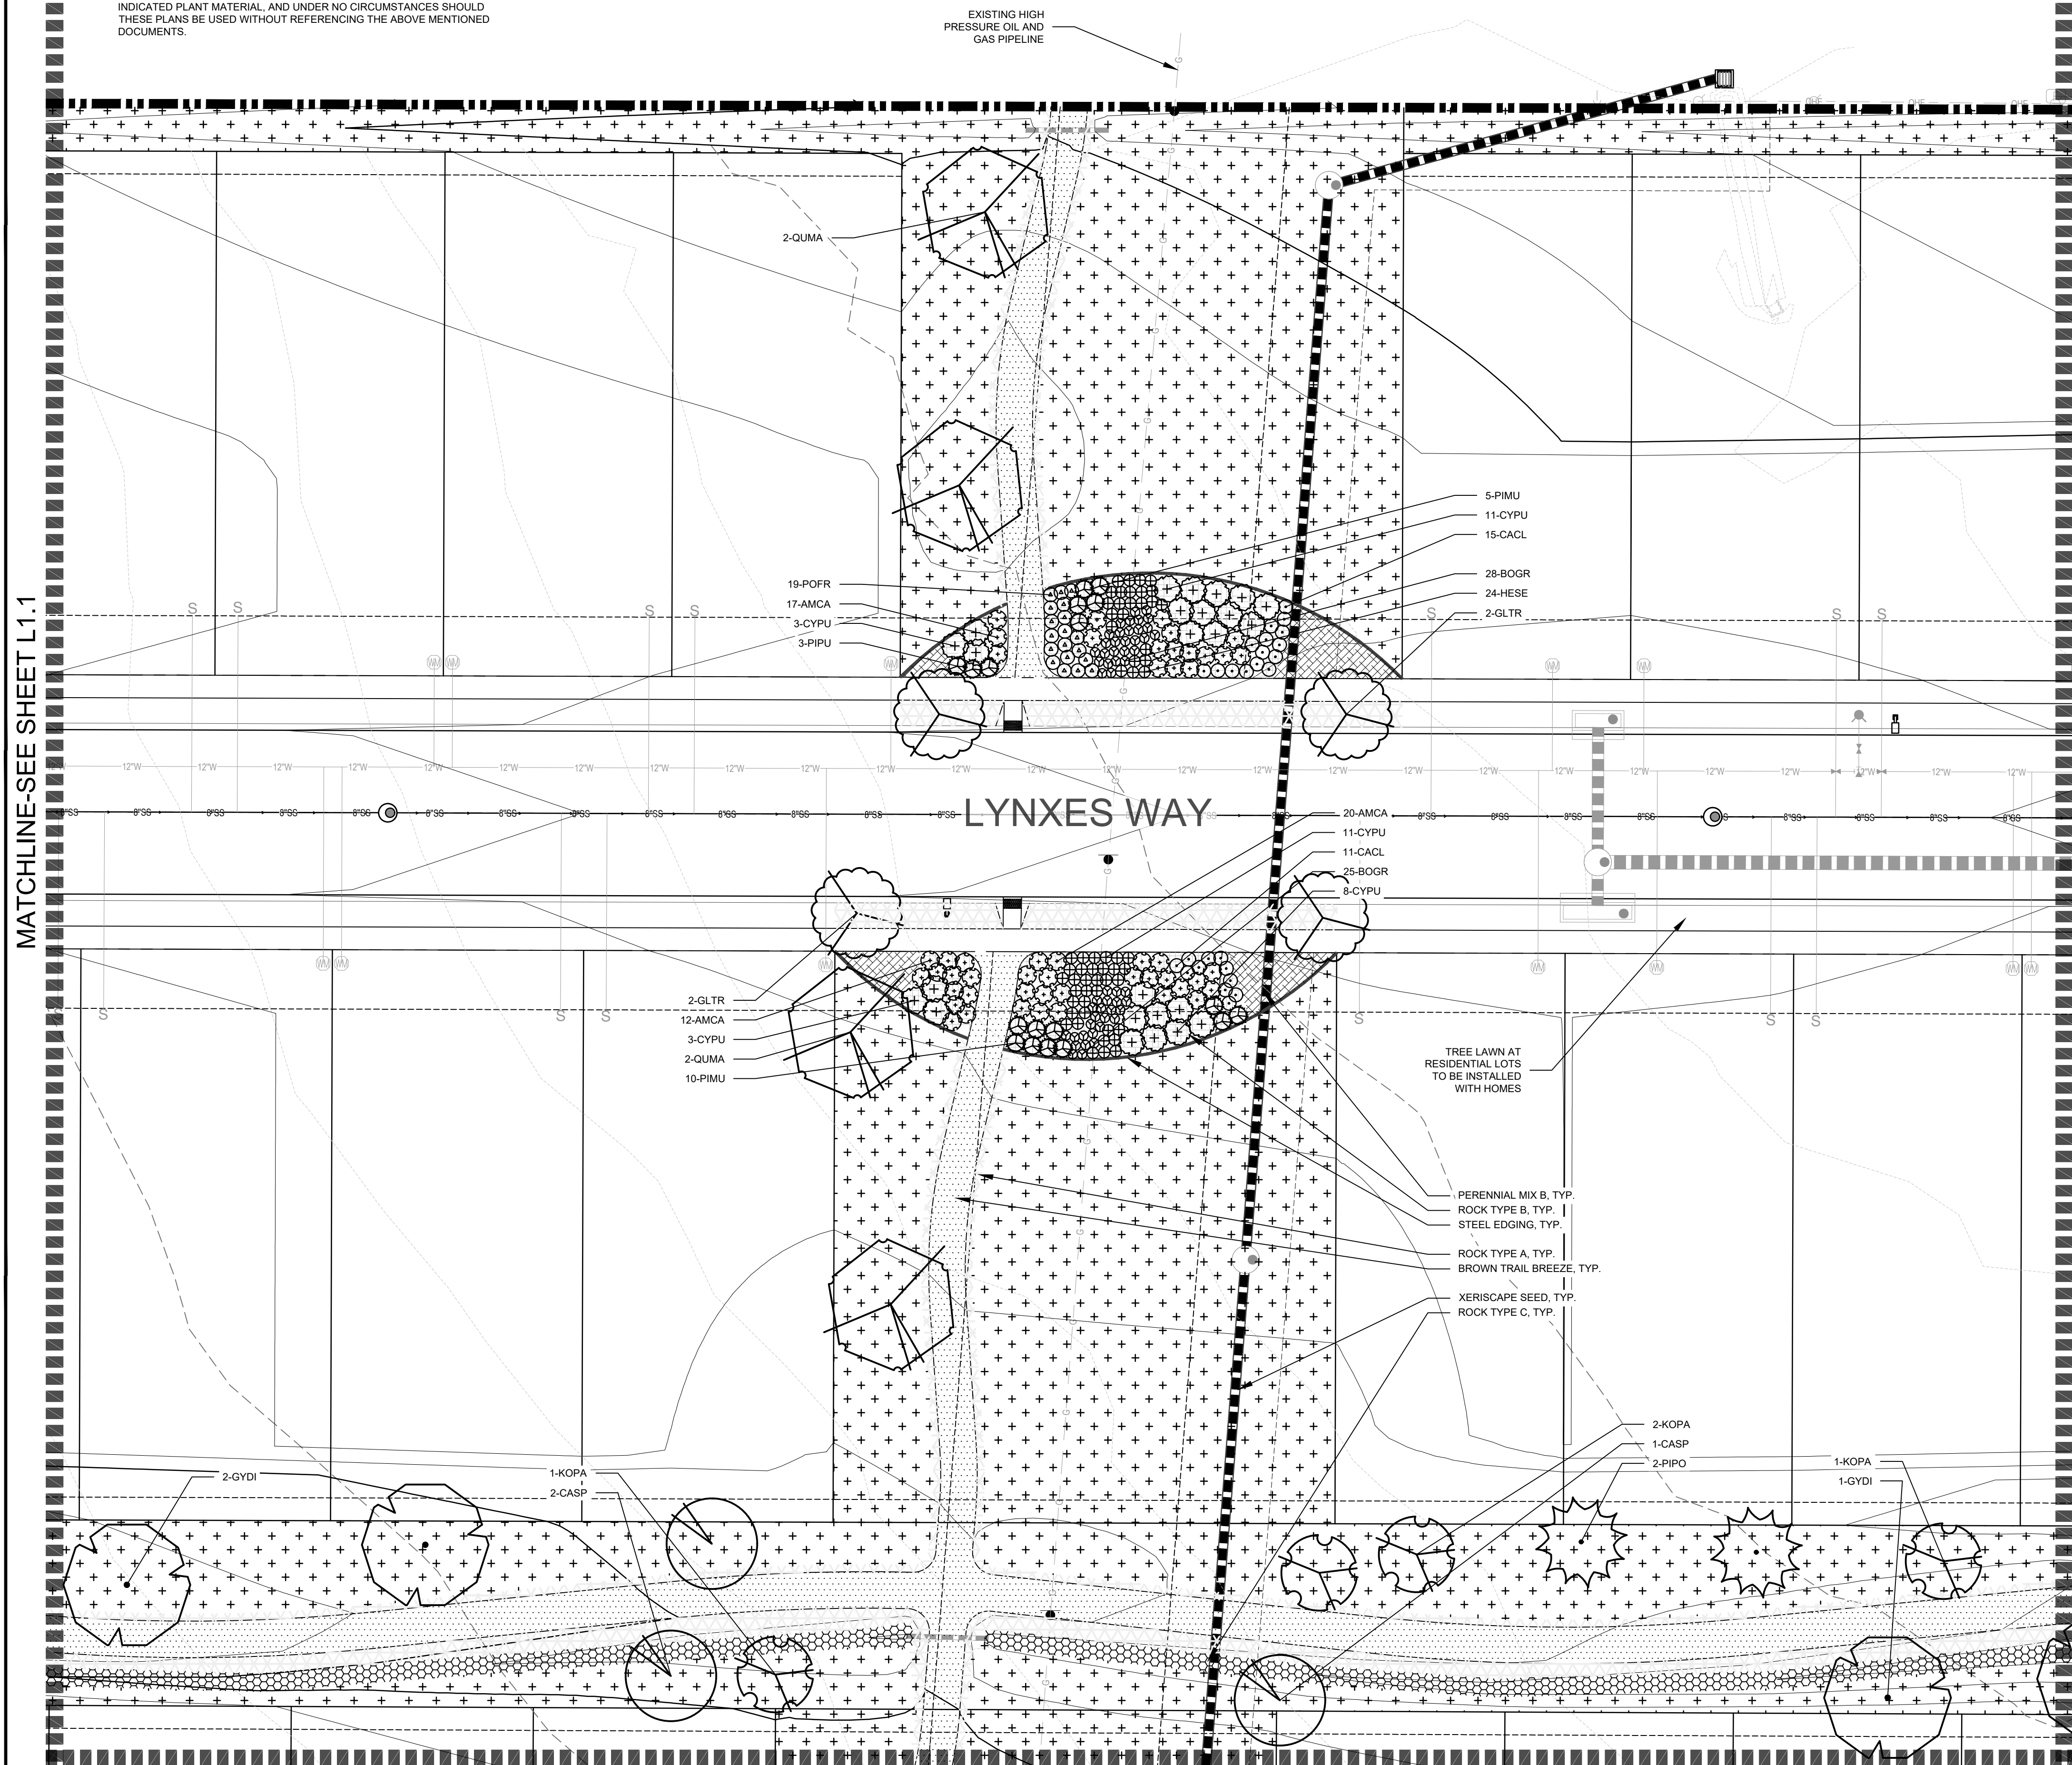 INDICATED PLANT MATERIAL, AND UNDER NO CIRCUMSTANCES SHOULD
THESE PLANS BE USED WITHOUT REFERENCING THE ABOVE MENTIONED
DOCUMENTS.
EXISTING HIGH
PRESSURE OIL AND
GAS PIPELINE
MATCHLINE-SEE SHEET L1.1
2-QUMA
5-PIMU
11-CYPU
15-CACL
28-BOGR
24-HESE
2-GLTR
19-POFR
17-AMCA
3-CYPU
3-PIPU
LYNXES WAY
20-AMCA
11-CYPU
11-CACL
25-BOGR
8-CYPU
2-GLTR
12-AMCA
3-CYPU
2-QUMA
10-PIMU
TREE LAWN AT
RESIDENTIAL LOTS
TO BE INSTALLED
WITH HOMES
PERENNIAL MIX B, TYP.
ROCK TYPE B, TYP.
STEEL EDGING, TYP.
ROCK TYPE A, TYP.
BROWN TRAIL BREEZE, TYP.
XERISCAPE SEED, TYP.
ROCK TYPE C, TYP.
2-GYDI
1-KOPA
2-CASP
2-KOPA
1-CASP
2-PIPO
1-KOPA
1-GYDI